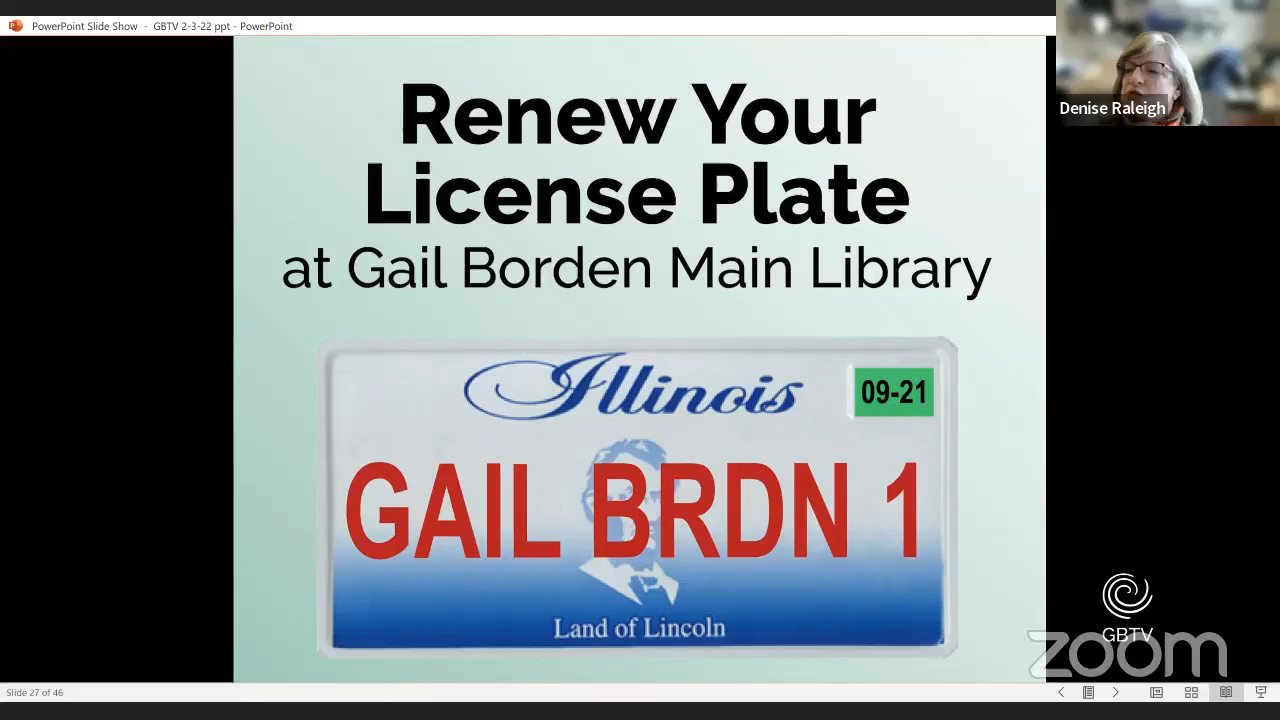 PowerPoint Slide Show - GBTV 2-3-22 ppt - PowerPoint
Denise Raleigh
Renew Your
License Plate
at Gail Borden Main Library
Illinois
09-21
GAIL BRDN 1
Land of Lincoln
GBTV
zoom
Slide 27 of 46